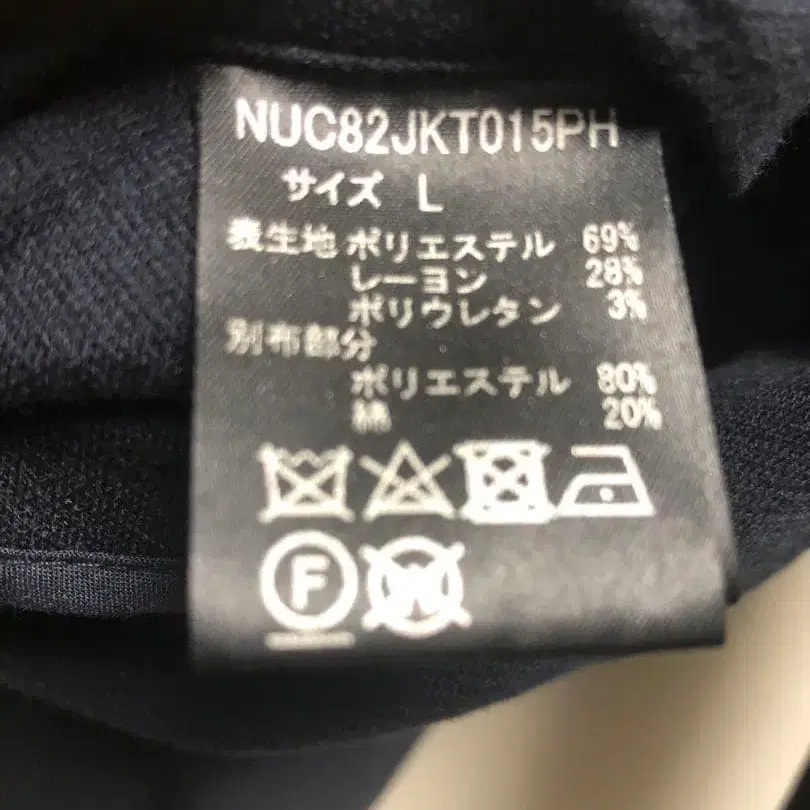 NUC82JKT015PH
サイズ L
表生地 ポリエステル 69%
レーヨン 28%
ポリウレタン 3%
別布部分
ポリエステル 80%
綿 20%
F
W